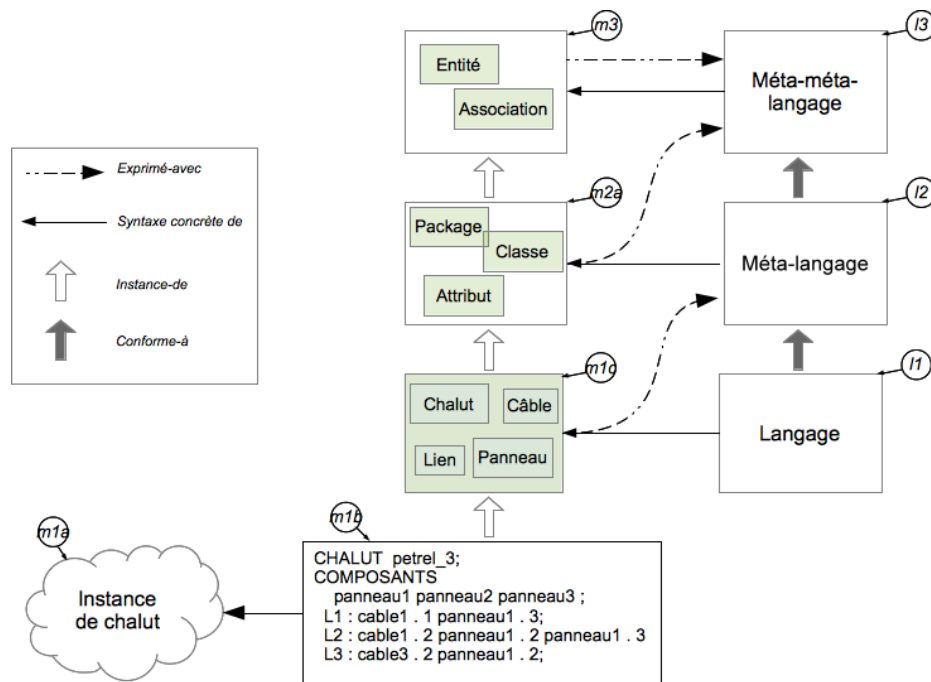 m3
l3
Entité
Association
Méta-méta-
langage
Exprimé-avec
Syntaxe concrète de
Instance-de
Conforme-à
m2a
l2
Package
Classe
Attribut
Méta-langage
m1c
l1
Chalut
Câble
Lien
Panneau
Langage
m1a
Instance
de chalut
m1b
CHALUT petrel_3;
COMPOSANTS
panneau1 panneau2 panneau3 ;
L1 : cable1 . 1 panneau1 . 3;
L2 : cable1 . 2 panneau1 . 2 panneau1 . 3
L3 : cable3 . 2 panneau1 . 2;